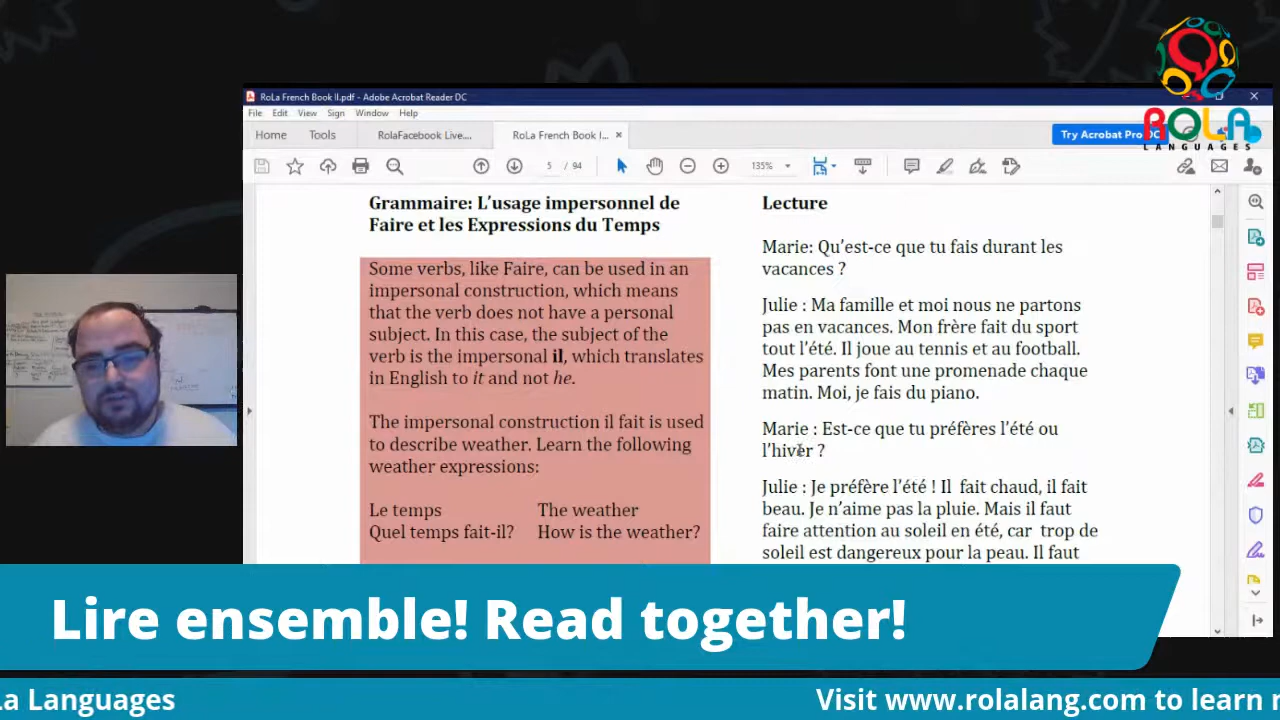 ROLA
LANGUAGES
RoLa French Book II.pdf - Adobe Acrobat Reader DC
File Edit View Sign Window Help
Home Tools RolaFacebook Live.... RoLa French Book I... × Try Acrobat Pro DC
5 / 94 135%
Grammaire: L'usage impersonnel de
Faire et les Expressions du Temps
Some verbs, like Faire, can be used in an
impersonal construction, which means
that the verb does not have a personal
subject. In this case, the subject of the
verb is the impersonal il, which translates
in English to it and not he.
The impersonal construction il fait is used
to describe weather. Learn the following
weather expressions:
Le temps The weather
Quel temps fait-il? How is the weather?
Lecture
Marie: Qu'est-ce que tu fais durant les
vacances ?
Julie : Ma famille et moi nous ne partons
pas en vacances. Mon frère fait du sport
tout l'été. Il joue au tennis et au football.
Mes parents font une promenade chaque
matin. Moi, je fais du piano.
Marie : Est-ce que tu préfères l'été ou
l'hiver ?
Julie : Je préfère l'été ! Il fait chaud, il fait
beau. Je n'aime pas la pluie. Mais il faut
faire attention au soleil en été, car trop de
soleil est dangereux pour la peau. Il faut
Lire ensemble! Read together!
La Languages Visit www.rolalang.com to learn